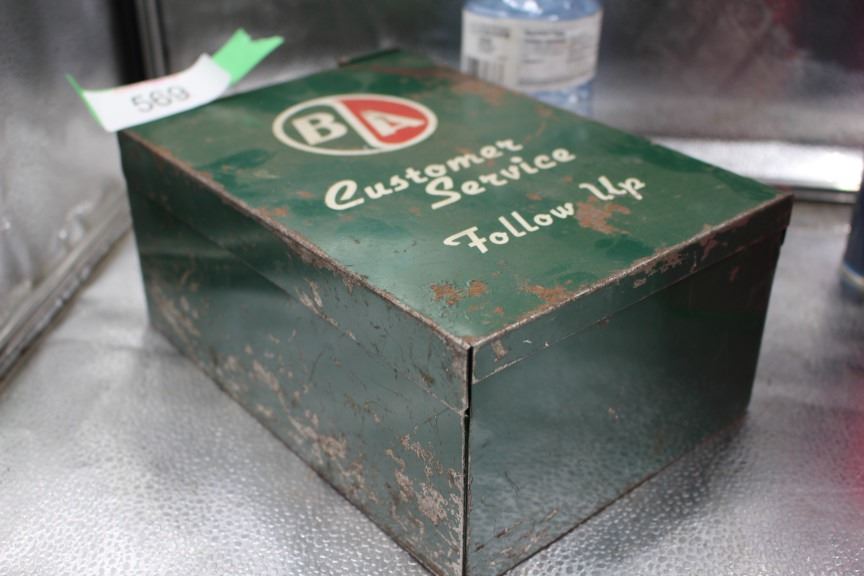 569
BA
Customer
Service
Follow Up